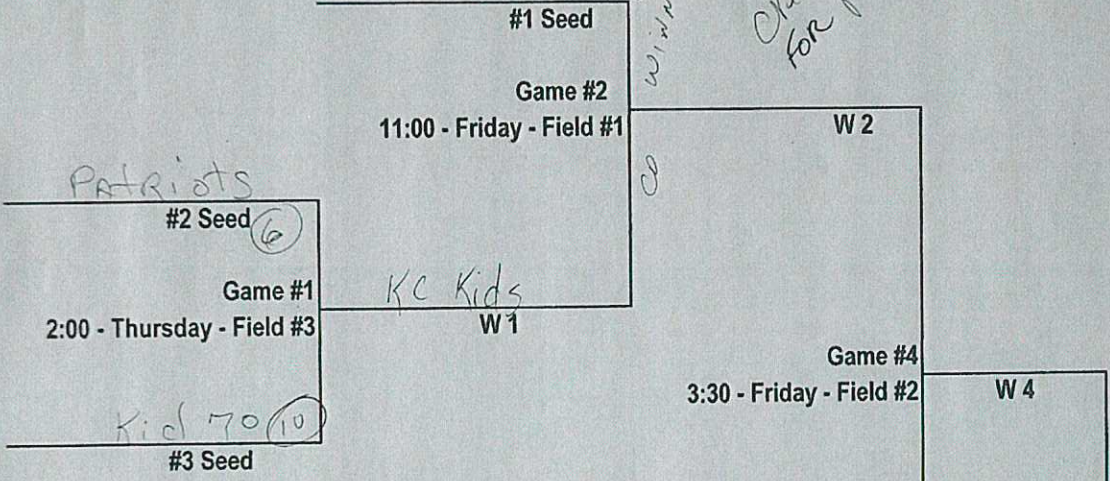 #1 Seed
FOR
Game #2
11:00 - Friday - Field #1
W 2
PAtRiots
#2 Seed 6
Game #1
2:00 - Thursday - Field #3
KC Kids
W 1
Game #4
3:30 - Friday - Field #2
W 4
Kid 70 10
#3 Seed